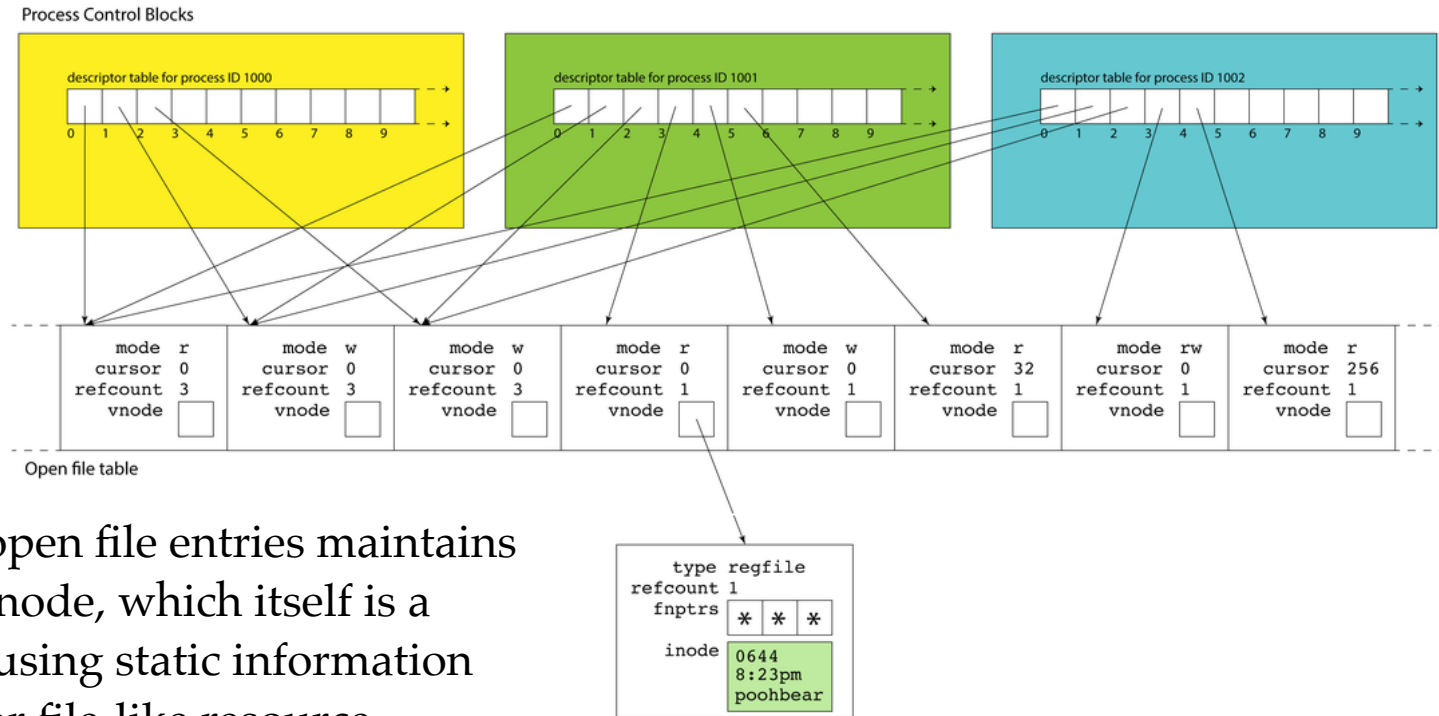 Process Control Blocks
descriptor table for process ID 1000
0 1 2 3 4 5 6 7 8 9
descriptor table for process ID 1001
0 1 2 3 4 5 6 7 8 9
descriptor table for process ID 1002
0 1 2 3 4 5 6 7 8 9
mode r
cursor 0
refcount 3
vnode
mode w
cursor 0
refcount 3
vnode
mode w
cursor 0
refcount 3
vnode
mode r
cursor 0
refcount 1
vnode
mode w
cursor 0
refcount 1
vnode
mode r
cursor 32
refcount 1
vnode
mode rw
cursor 0
refcount 1
vnode
mode r
cursor 256
refcount 1
vnode
Open file table
open file entries maintains
node, which itself is a
using static information
file-like resource
type regfile
refcount 1
fnptrs * * *
inode 0644
8:23pm
poohbear